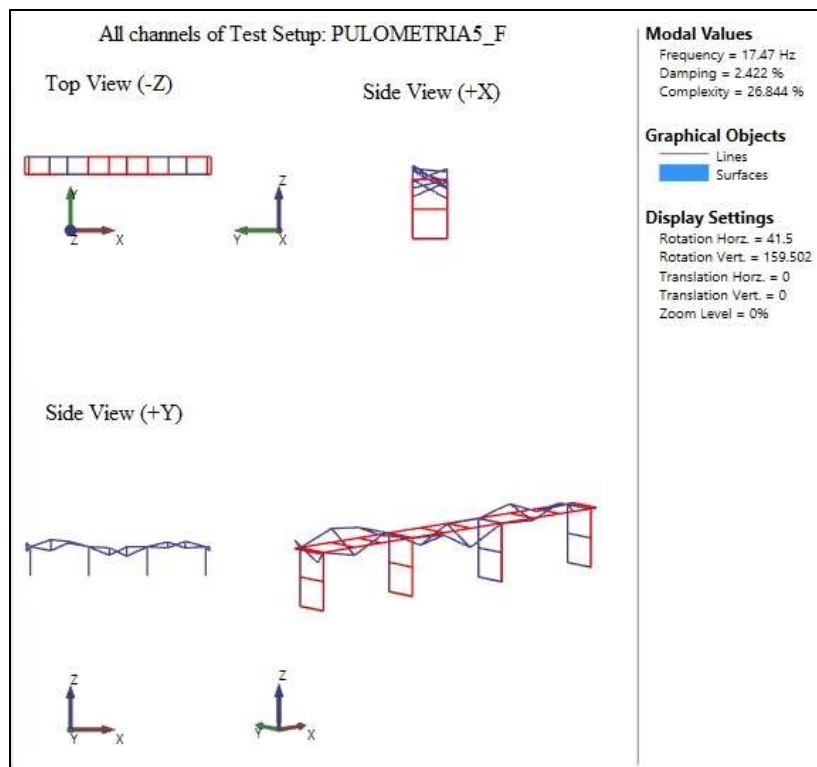 All channels of Test Setup: PULOMETRIA5_F
Top View (-Z)
Side View (+X)
Y
Z
X
Z
Y
X
Side View (+Y)
Z
Y
X
Z
Y
X
Modal Values
Frequency = 17.47 Hz
Damping = 2.422 %
Complexity = 26.844 %
Graphical Objects
Lines
Surfaces
Display Settings
Rotation Horz. = 41.5
Rotation Vert. = 159.502
Translation Horz. = 0
Translation Vert. = 0
Zoom Level = 0%